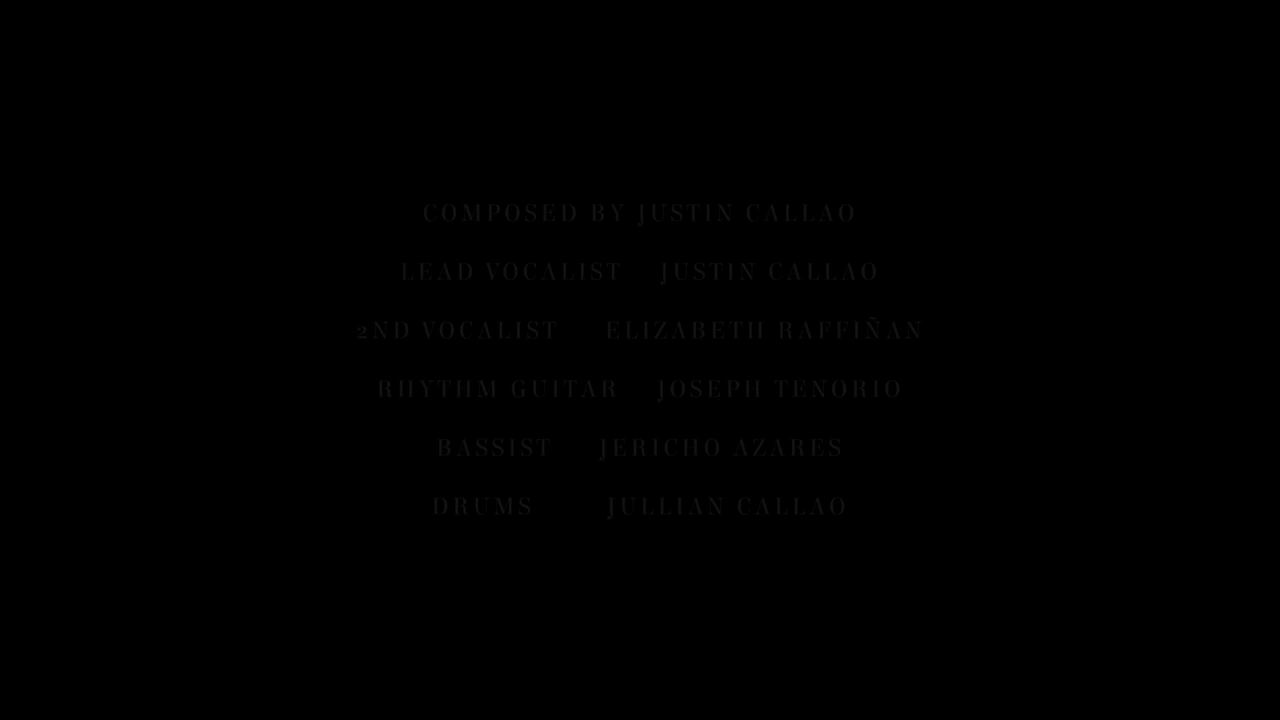 COMPOSED BY JUSTIN CALLAO
LEAD VOCALIST JUSTIN CALLAO
2ND VOCALIST ELIZABETH RAFFIÑAN
RHYTHM GUITAR JOSEPH TENORIO
BASSIST JERICHO AZARES
DRUMS JULLIAN CALLAO